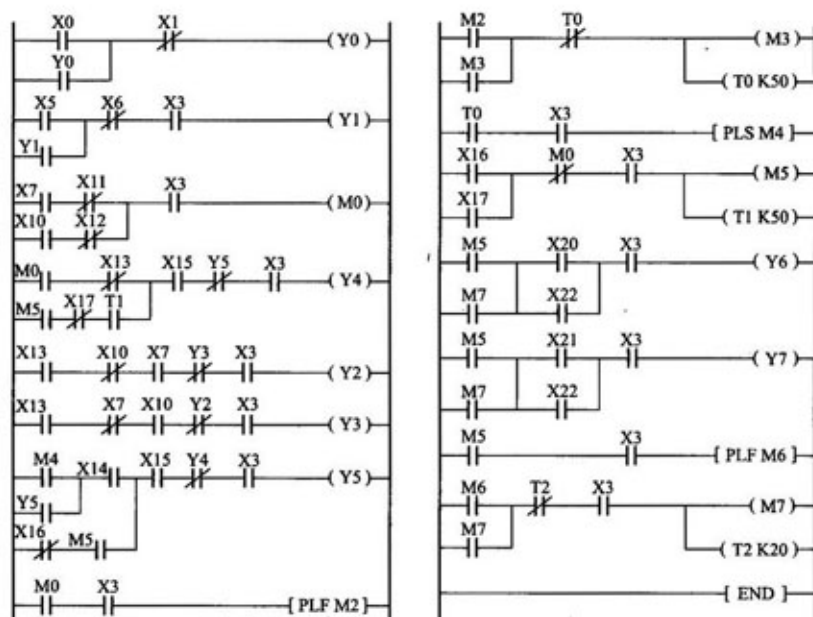 X0 X1
(Y0)
Y0
X5 X6 X3
(Y1)
Y1
X7 X11 X3
(M0)
X10 X12
M0 X13 X15 Y5 X3
(Y4)
M5 X17 T1
X13 X10 X7 Y3 X3
(Y2)
X13 X7 X10 Y2 X3
(Y3)
M4 X14 X15 Y4 X3
(Y5)
Y5
X16 M5
M0 X3
[PLF M2]
M2 T0
(M3)
M3
(T0 K50)
T0 X3
[PLS M4]
X16 M0 X3
(M5)
X17
(T1 K50)
M5 X20 X3
(Y6)
M7 X22
M5 X21 X3
(Y7)
M7 X22
M5 X3
[PLF M6]
M6 T2 X3
(M7)
M7
(T2 K20)
[END]